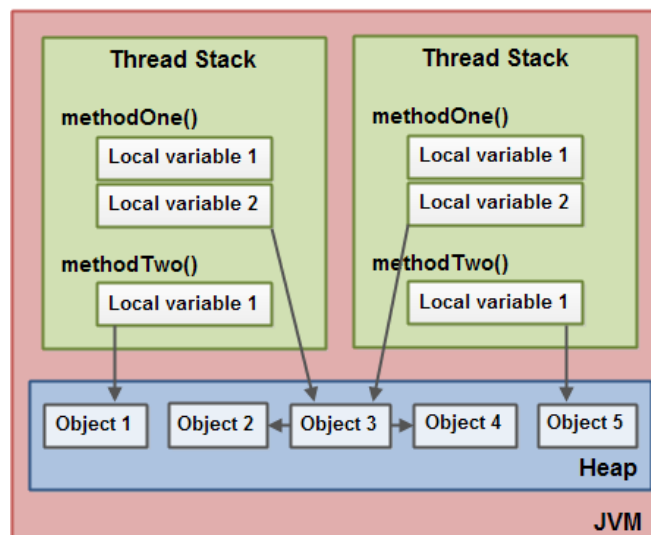 Thread Stack
methodOne()
Local variable 1
Local variable 2
methodTwo()
Local variable 1
Thread Stack
methodOne()
Local variable 1
Local variable 2
methodTwo()
Local variable 1
Object 1
Object 2
Object 3
Object 4
Object 5
Heap
JVM